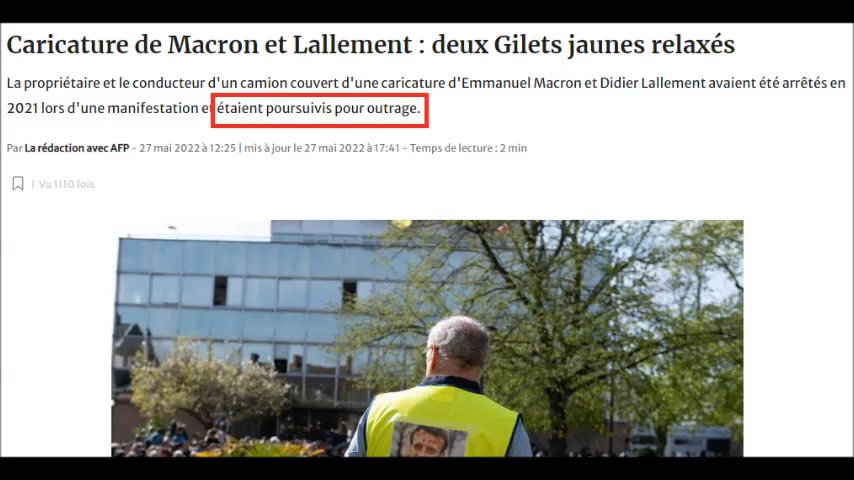 Caricature de Macron et Lallement : deux Gilets jaunes relaxés
La propriétaire et le conducteur d'un camion couvert d'une caricature d'Emmanuel Macron et Didier Lallement avaient été arrêtés en
2021 lors d'une manifestation et étaient poursuivis pour outrage.
Par La rédaction avec AFP - 27 mai 2022 à 12:25 | mis à jour le 27 mai 2022 à 17:41 - Temps de lecture : 2 min
| Vu 1110 fois